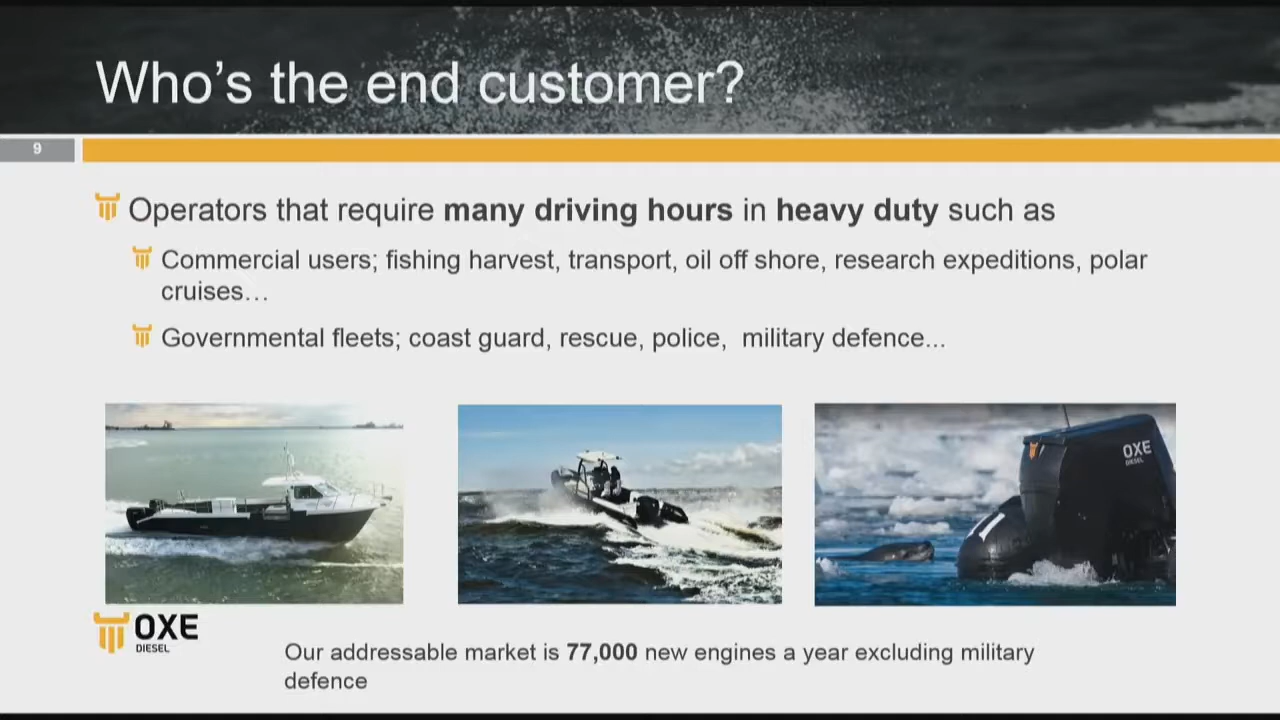 Who's the end customer?
9
Operators that require many driving hours in heavy duty such as
Commercial users; fishing harvest, transport, oil off shore, research expeditions, polar
cruises…
Governmental fleets; coast guard, rescue, police,  military defence...
OXE
DIESEL
OXE
DIESEL
Our addressable market is 77,000 new engines a year excluding military
defence